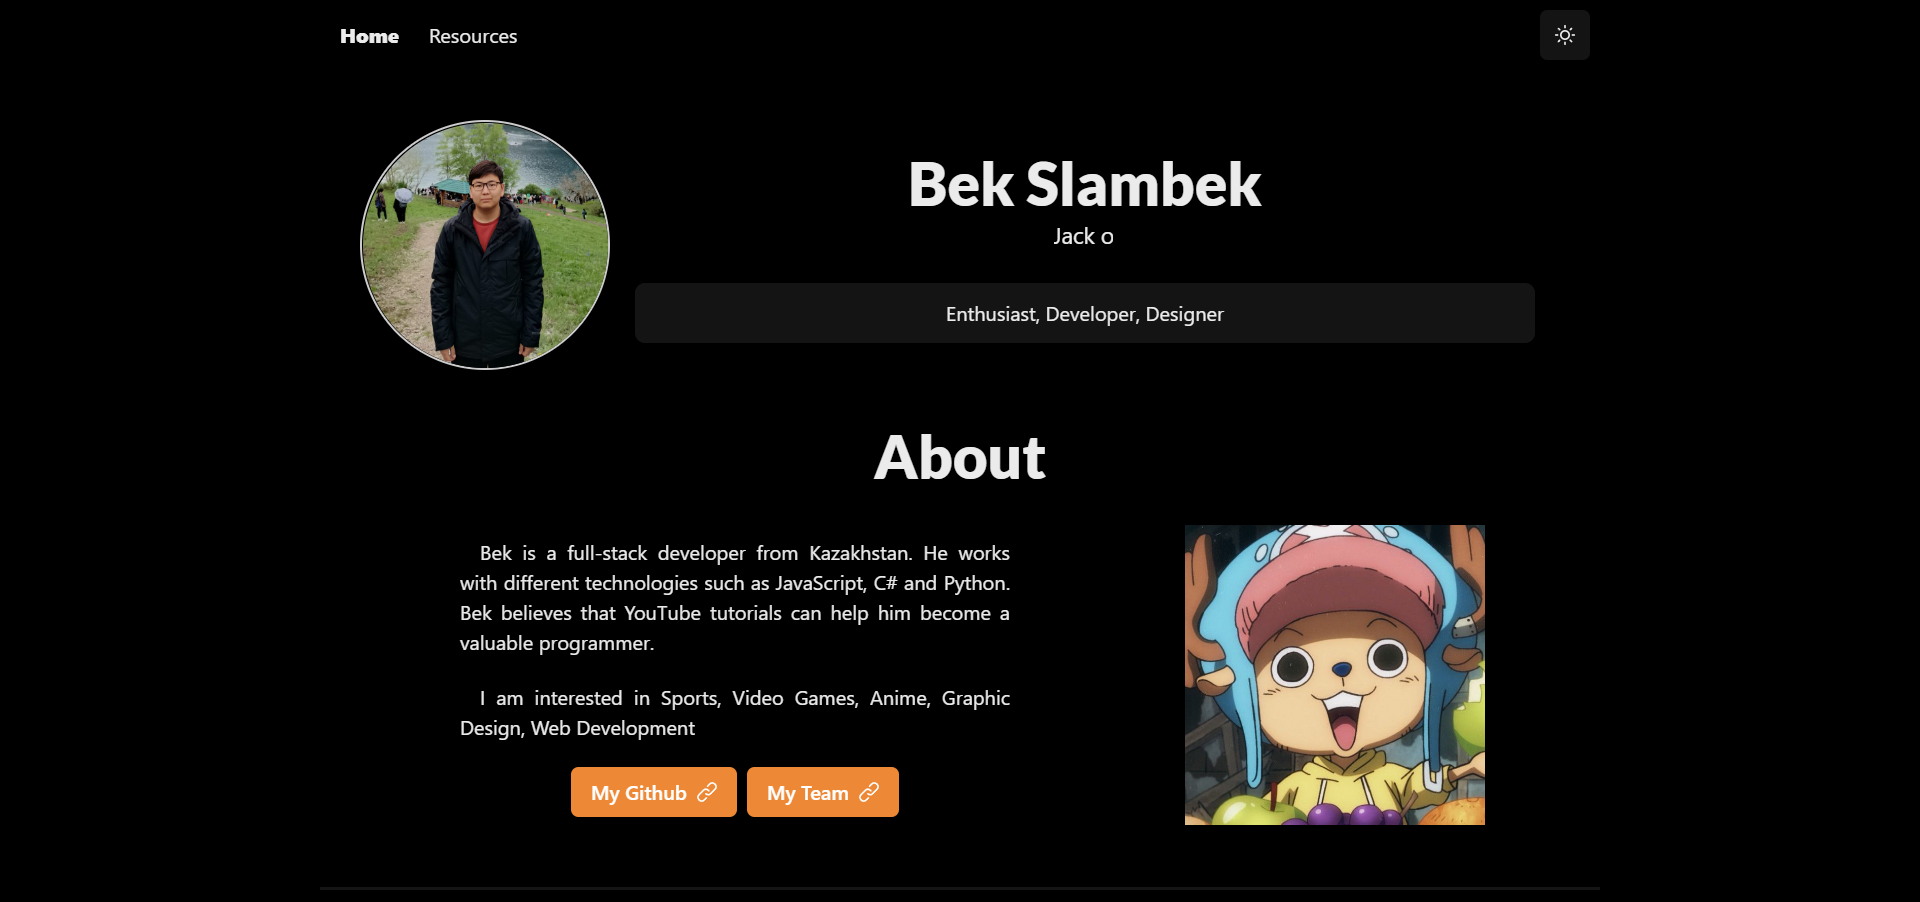 Home Resources
Bek Slambek
Jack o
Enthusiast, Developer, Designer
About
Bek is a full-stack developer from Kazakhstan. He works
with different technologies such as JavaScript, C# and Python.
Bek believes that YouTube tutorials can help him become a
valuable programmer.
I am interested in Sports, Video Games, Anime, Graphic
Design, Web Development
My Github My Team